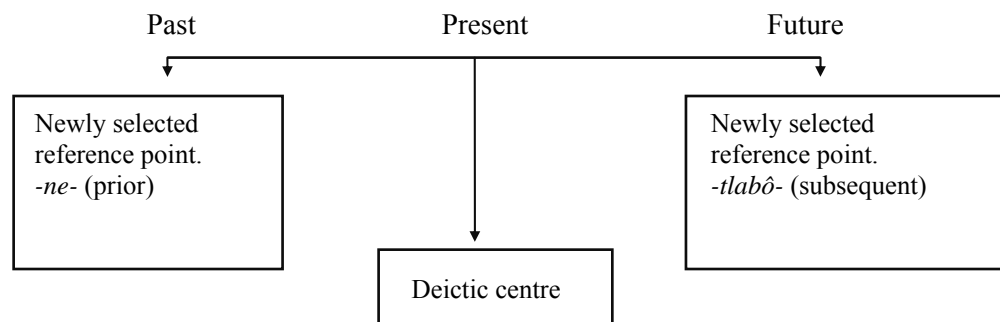 Past Present Future
Newly selected
reference point.
-ne- (prior)
Newly selected
reference point.
-tlabô- (subsequent)
Deictic centre